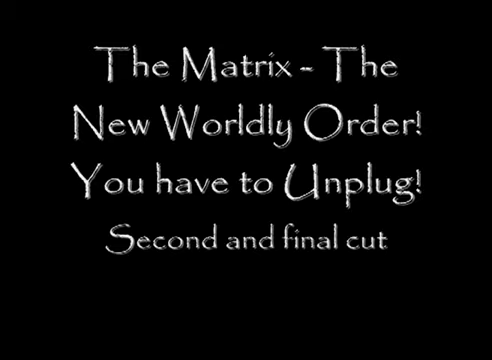 The Matrix - The
New Worldly Order!
You have to Unplug!
Second and final cut